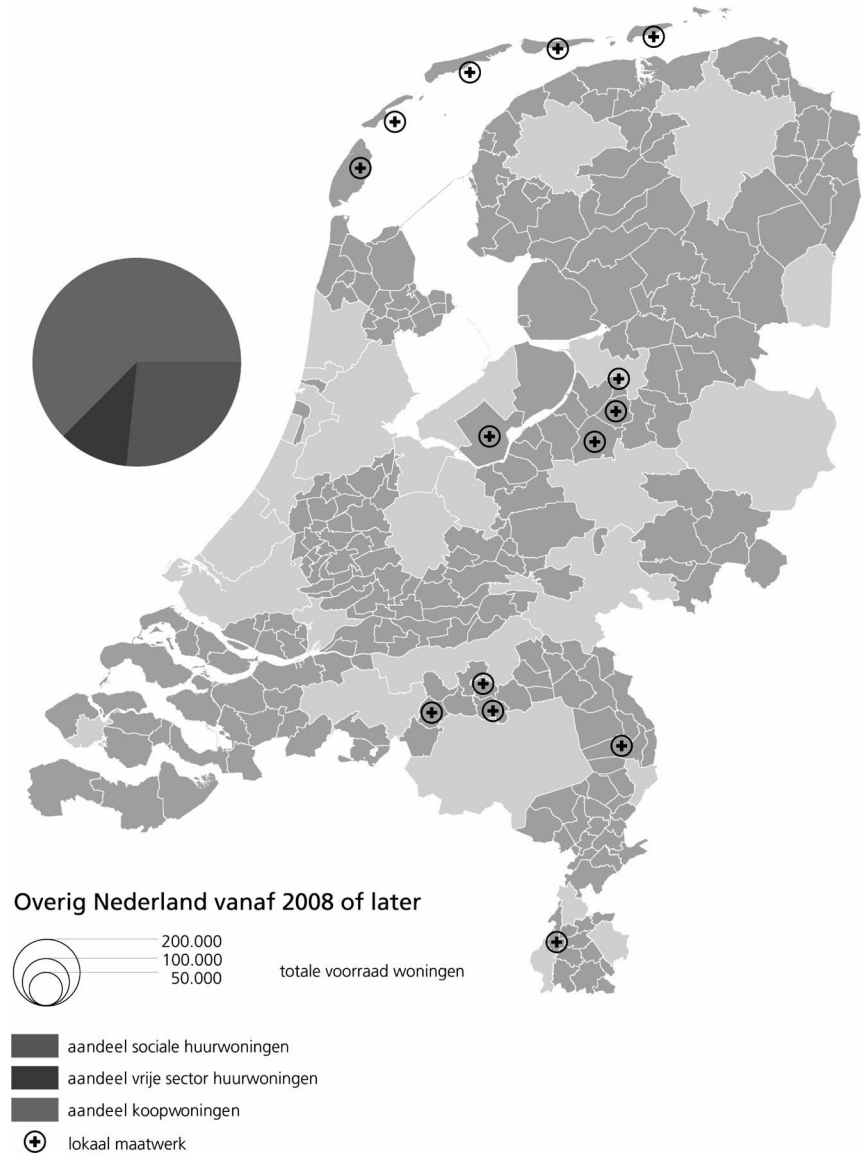 Overig Nederland vanaf 2008 of later
200.000
100.000
50.000
totale voorraad woningen
aandeel sociale huurwoningen
aandeel vrije sector huurwoningen
aandeel koopwoningen
lokaal maatwerk